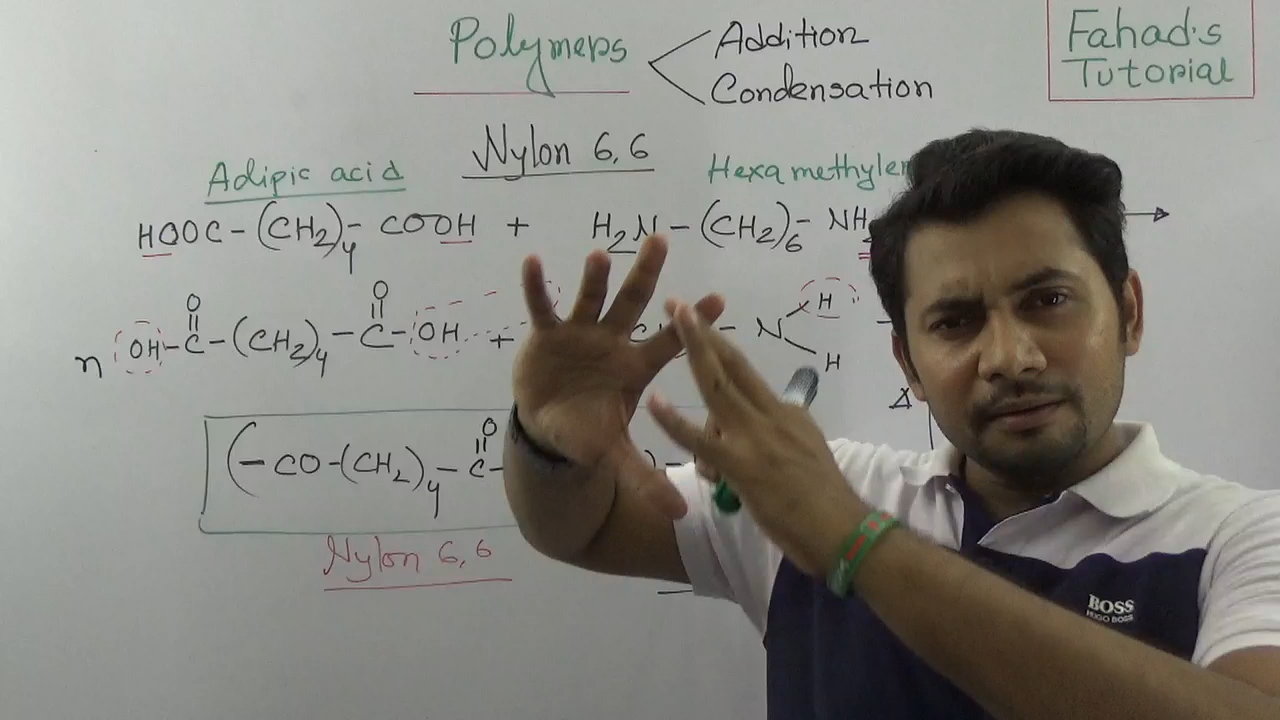 Polymers
Addition
Condensation
Fahad's
Tutorial
Nylon 6,6
Adipic acid
HOOC-(CH2)4-COOH + H2N-(CH2)6-NH2
n OH-C-(CH2)4-C-OH +
O
O
N
H
H
Δ
(-CO-(CH2)4-C-
O
Nylon 6,6
BOSS
HUGO BOSS